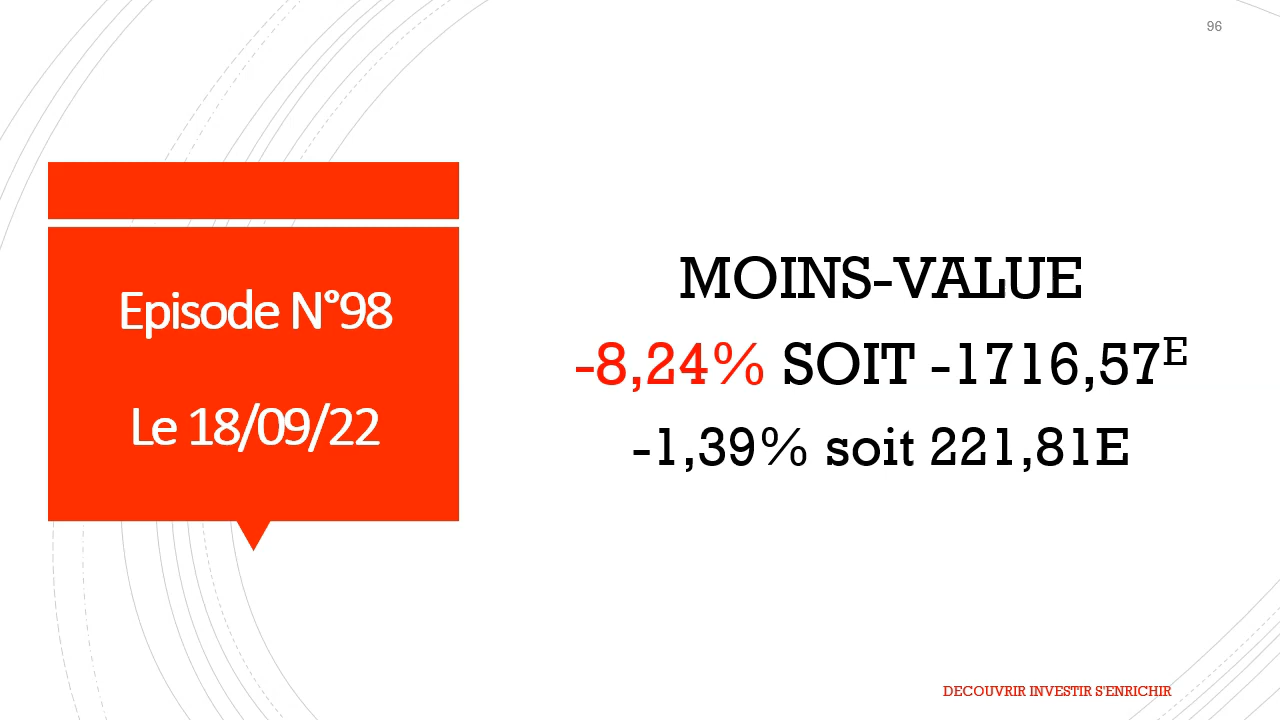 96
Episode N°98
Le 18/09/22
MOINS-VALUE
-8,24% SOIT -1716,57E
-1,39% soit 221,81E
DECOUVRIR INVESTIR S'ENRICHIR